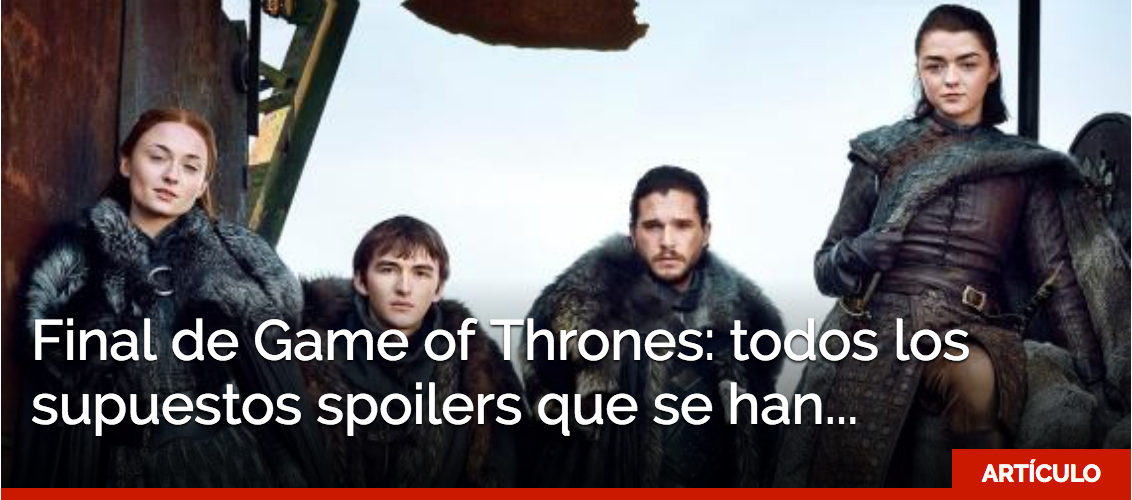 Final de Game of Thrones: todos los
supuestos spoilers que se han...
ARTÍCULO